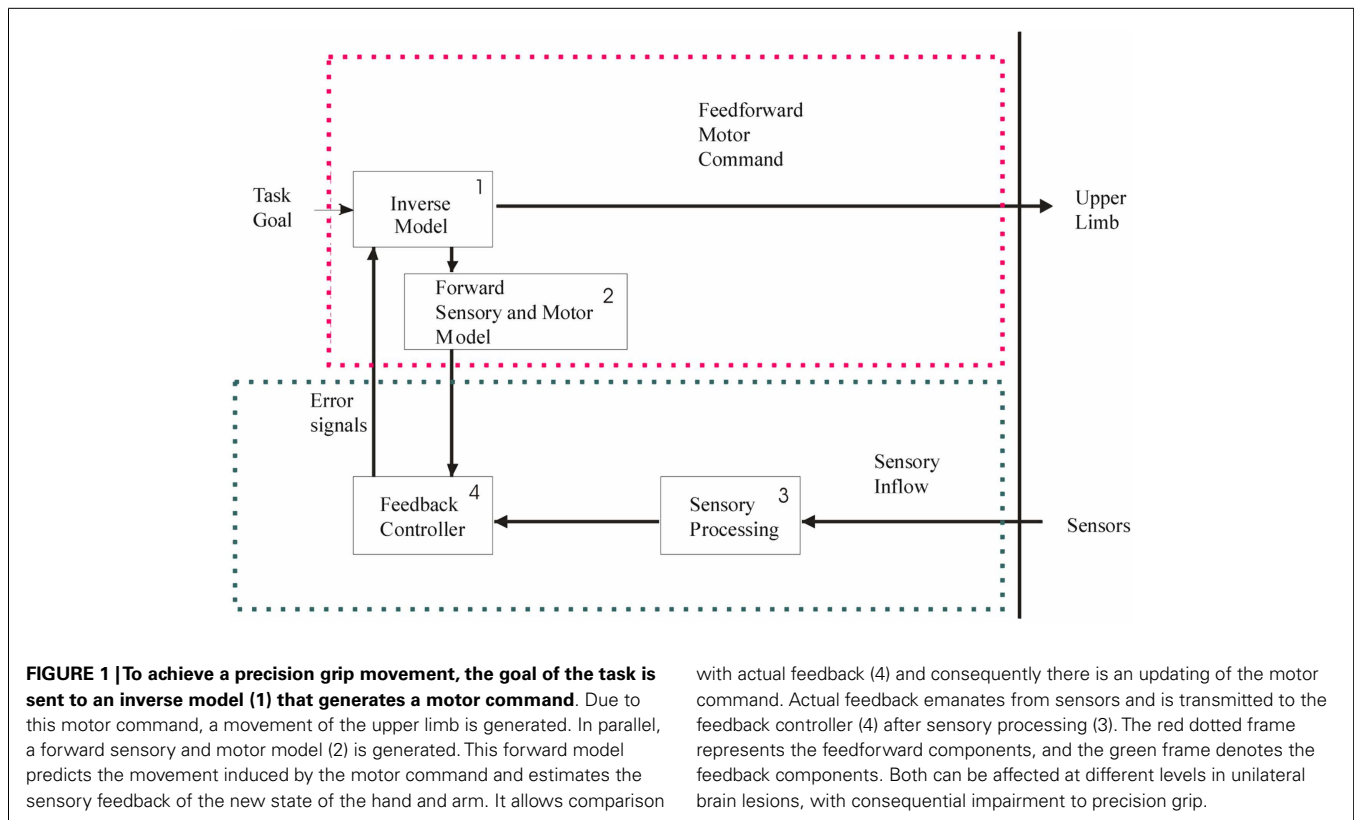 Feedforward
Motor
Command
Task
Goal
1
Inverse
Model
Upper
Limb
Forward
2
Sensory and Motor
Model
Error
signals
Sensory
Inflow
4
Feedback
Controller
3
Sensory
Processing
Sensors
FIGURE 1 | To achieve a precision grip movement, the goal of the task is
sent to an inverse model (1) that generates a motor command. Due to
this motor command, a movement of the upper limb is generated. In parallel,
a forward sensory and motor model (2) is generated. This forward model
predicts the movement induced by the motor command and estimates the
sensory feedback of the new state of the hand and arm. It allows comparison
with actual feedback (4) and consequently there is an updating of the motor
command. Actual feedback emanates from sensors and is transmitted to the
feedback controller (4) after sensory processing (3). The red dotted frame
represents the feedforward components, and the green frame denotes the
feedback components. Both can be affected at different levels in unilateral
brain lesions, with consequential impairment to precision grip.